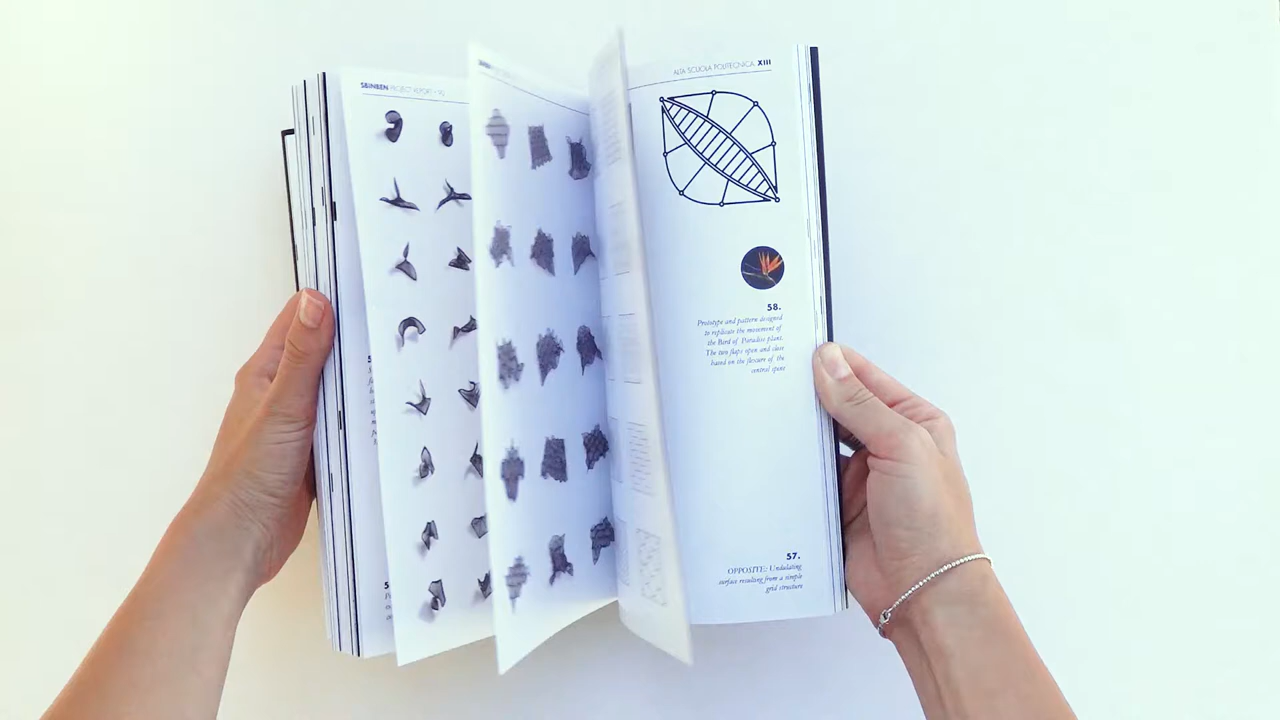 SEINBEN PROJECT REPORT
ALTA SCUOLA POLITECNICA XIII
58.
Prototype and pattern designed
to replicate the movement of
the Bird of Paradise plant.
The two flaps open and close
based on the flexure of the
central spine
57.
OPPOSITE: Undulating
surface resulting from a simple
grid structure